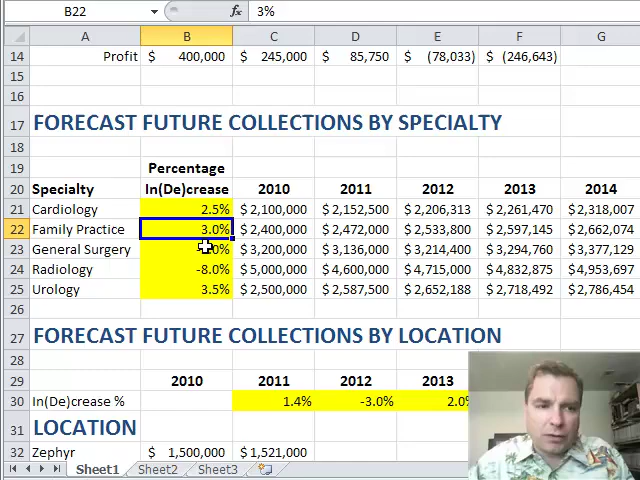 B22 fx 3%
A B C D E F G
14 Profit $ 400,000 $ 245,000 $ 85,750 $ (78,033) $ (246,643)
15
16
17 FORECAST FUTURE COLLECTIONS BY SPECIALTY
18
19 Percentage
20 Specialty In(De)crease 2010 2011 2012 2013 2014
21 Cardiology 2.5% $ 2,100,000 $ 2,152,500 $ 2,206,313 $ 2,261,470 $ 2,318,007
22 Family Practice 3.0% $ 2,400,000 $ 2,472,000 $ 2,533,800 $ 2,597,145 $ 2,662,074
23 General Surgery $ 3,200,000 $ 3,136,000 $ 3,214,400 $ 3,294,760 $ 3,377,129
24 Radiology -8.0% $ 5,000,000 $ 4,600,000 $ 4,715,000 $ 4,832,875 $ 4,953,697
25 Urology 3.5% $ 2,500,000 $ 2,587,500 $ 2,652,188 $ 2,718,492 $ 2,786,454
26
27 FORECAST FUTURE COLLECTIONS BY LOCATION
28
29 2010 2011 2012 2013
30 In(De)crease % 1.4% -3.0% 2.0%
31 LOCATION
32 Zephyr $ 1,500,000 $ 1,521,000
Sheet1 Sheet2 Sheet3